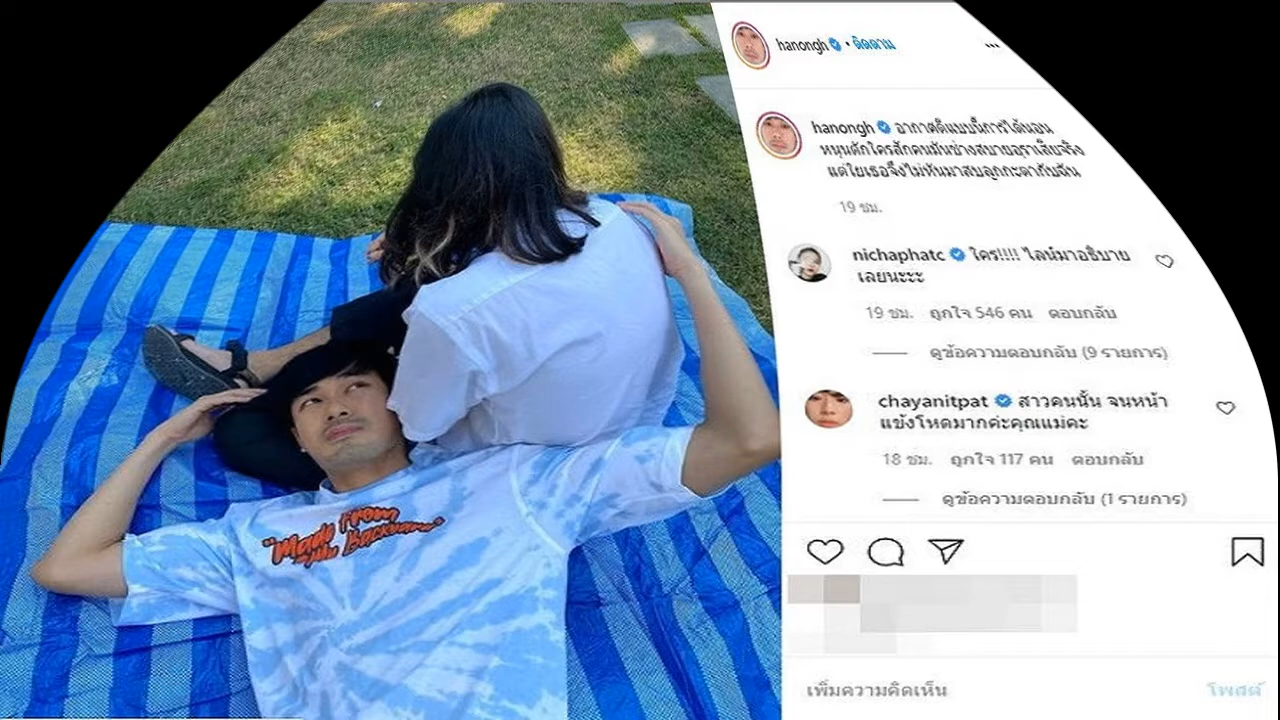 hanongh • ติดตาม
...
hanongh อากาศดีแบบนี้การได้นอน
หนุนตักใครสักคนมันช่างสบายอุราเสียจริง
แต่ใยเธอจึงไม่หันมาสบลูกกะตากับฉัน
19 ชม.
nichaphatc ใคร!!!! ไลน์มาอธิบาย
เลยนะะะ
19 ชม. ถูกใจ 546 คน ตอบกลับ
ดูข้อความตอบกลับ (9 รายการ)
chayanitpat สาวคนนั้น จนหน้า
แข้งโหดมากค่ะคุณแม่คะ
18 ชม. ถูกใจ 117 คน ตอบกลับ
ดูข้อความตอบกลับ (1 รายการ)
"Made From
Backyard"
เพิ่มความคิดเห็น โพสต์